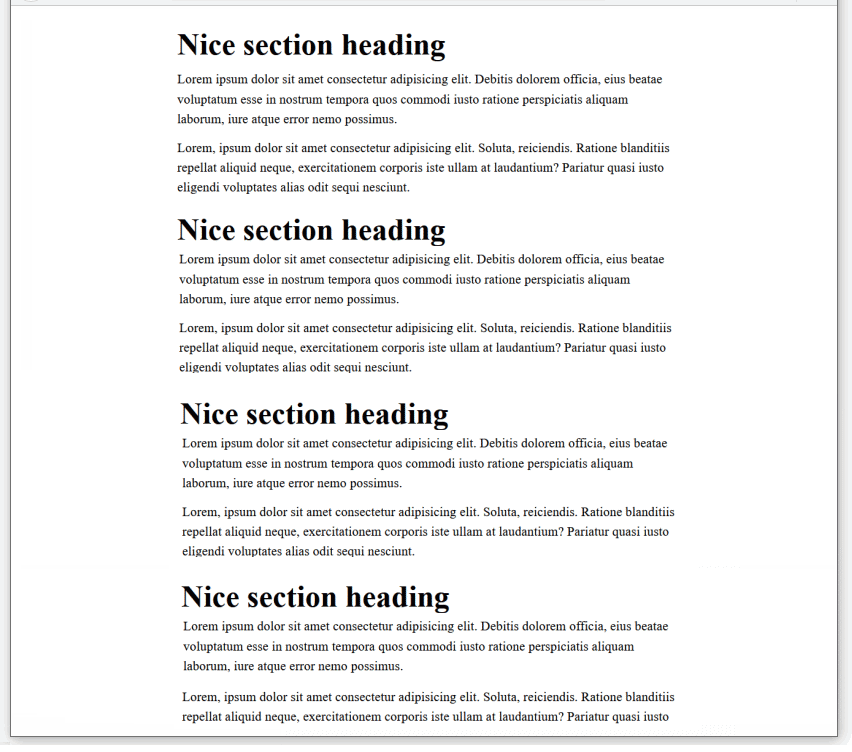 Nice section heading
Lorem ipsum dolor sit amet consectetur adipisicing elit. Debitis dolorem officia, eius beatae
voluptatum esse in nostrum tempora quos commodi iusto ratione perspiciatis aliquam
laborum, iure atque error nemo possimus.
Lorem, ipsum dolor sit amet consectetur adipisicing elit. Soluta, reiciendis. Ratione blanditiis
repellat aliquid neque, exercitationem corporis iste ullam at laudantium? Pariatur quasi iusto
eligendi voluptates alias odit sequi nesciunt.
Nice section heading
Lorem ipsum dolor sit amet consectetur adipisicing elit. Debitis dolorem officia, eius beatae
voluptatum esse in nostrum tempora quos commodi iusto ratione perspiciatis aliquam
laborum, iure atque error nemo possimus.
Lorem, ipsum dolor sit amet consectetur adipisicing elit. Soluta, reiciendis. Ratione blanditiis
repellat aliquid neque, exercitationem corporis iste ullam at laudantium? Pariatur quasi iusto
eligendi voluptates alias odit sequi nesciunt.
Nice section heading
Lorem ipsum dolor sit amet consectetur adipisicing elit. Debitis dolorem officia, eius beatae
voluptatum esse in nostrum tempora quos commodi iusto ratione perspiciatis aliquam
laborum, iure atque error nemo possimus.
Lorem, ipsum dolor sit amet consectetur adipisicing elit. Soluta, reiciendis. Ratione blanditiis
repellat aliquid neque, exercitationem corporis iste ullam at laudantium? Pariatur quasi iusto
eligendi voluptates alias odit sequi nesciunt.
Nice section heading
Lorem ipsum dolor sit amet consectetur adipisicing elit. Debitis dolorem officia, eius beatae
voluptatum esse in nostrum tempora quos commodi iusto ratione perspiciatis aliquam
laborum, iure atque error nemo possimus.
Lorem, ipsum dolor sit amet consectetur adipisicing elit. Soluta, reiciendis. Ratione blanditiis
repellat aliquid neque, exercitationem corporis iste ullam at laudantium? Pariatur quasi iusto